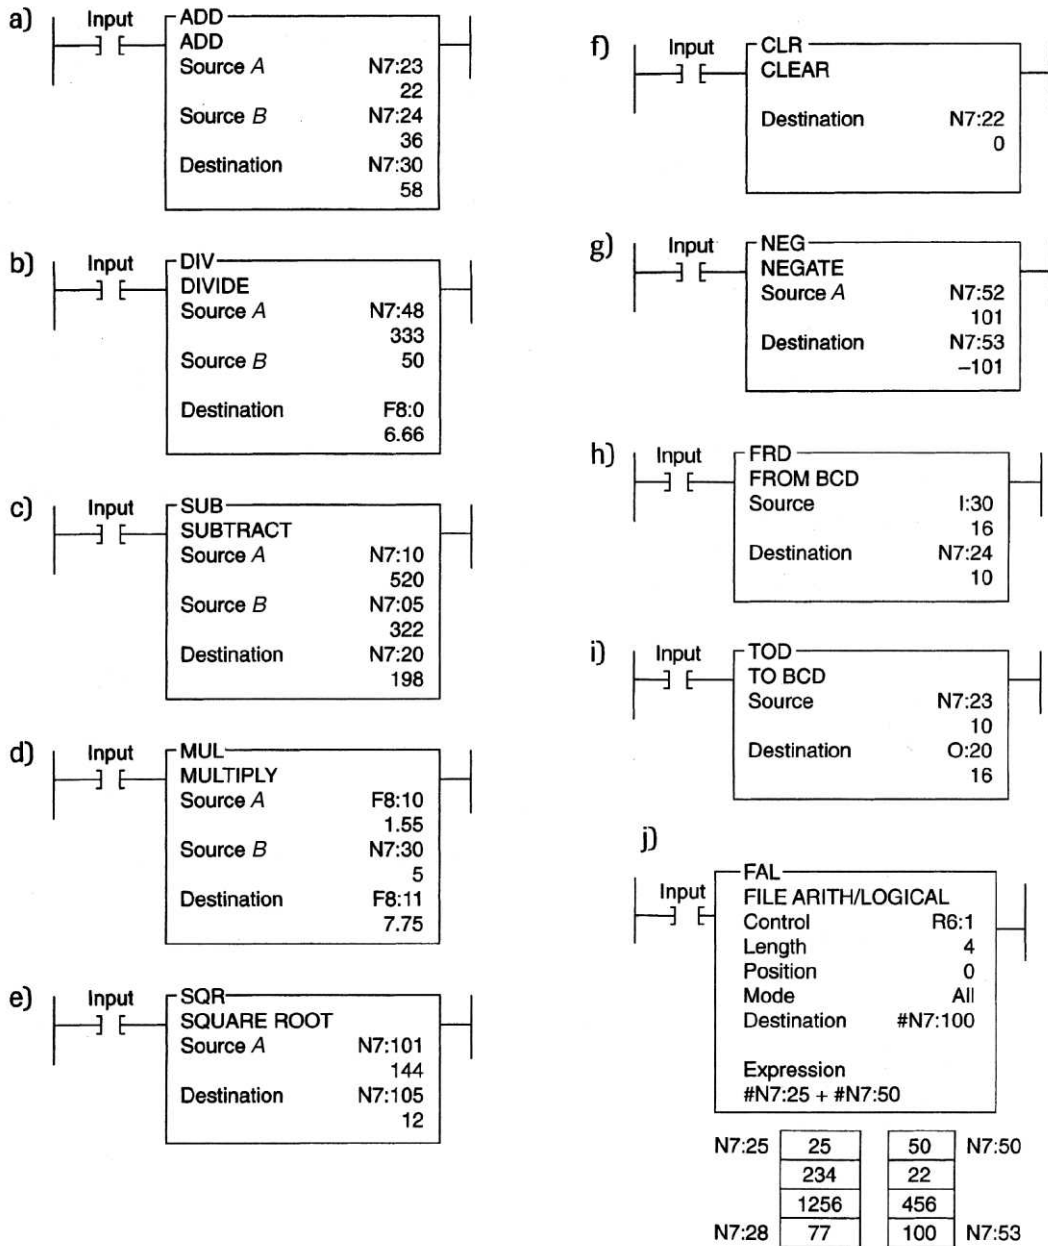 a) Input
ADD
ADD
Source A N7:23
22
Source B N7:24
36
Destination N7:30
58
b) Input
DIV
DIVIDE
Source A N7:48
333
Source B 50
Destination F8:0
6.66
c) Input
SUB
SUBTRACT
Source A N7:10
520
Source B N7:05
322
Destination N7:20
198
d) Input
MUL
MULTIPLY
Source A F8:10
1.55
Source B N7:30
5
Destination F8:11
7.75
e) Input
SQR
SQUARE ROOT
Source A N7:101
144
Destination N7:105
12
f) Input
CLR
CLEAR
Destination N7:22
0
g) Input
NEG
NEGATE
Source A N7:52
101
Destination N7:53
–101
h) Input
FRD
FROM BCD
Source I:30
16
Destination N7:24
10
i) Input
TOD
TO BCD
Source N7:23
10
Destination O:20
16
j)
Input
FAL
FILE ARITH/LOGICAL
Control R6:1
Length 4
Position 0
Mode All
Destination #N7:100
Expression
#N7:25 + #N7:50
N7:25 25 50 N7:50
234 22
1256 456
N7:28 77 100 N7:53